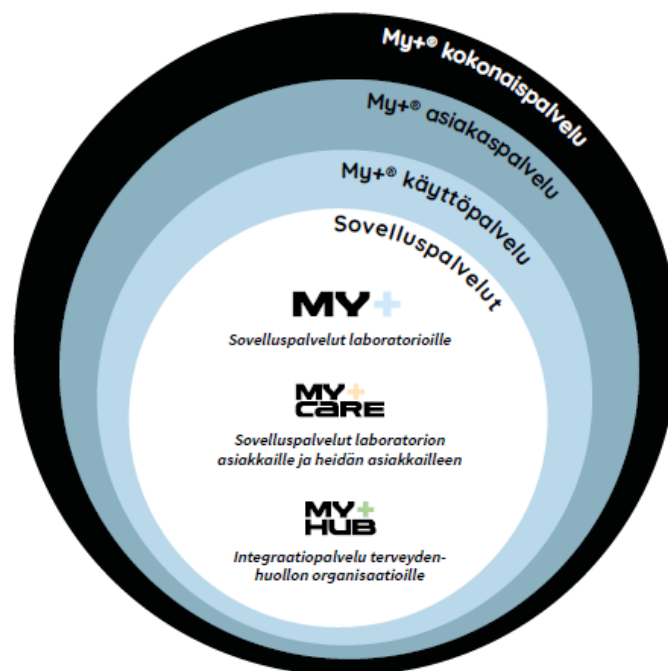 My+® kokonaispalvelu
My+® asiakaspalvelu
My+® käyttöpalvelu
Sovelluspalvelut
MY+
Sovelluspalvelut laboratorioille
MY+
CARE
Sovelluspalvelut laboratorion
asiakkaille ja heidän asiakkailleen
MY+
HUB
Integraatiopalvelu terveyden-
huollon organisaatioille